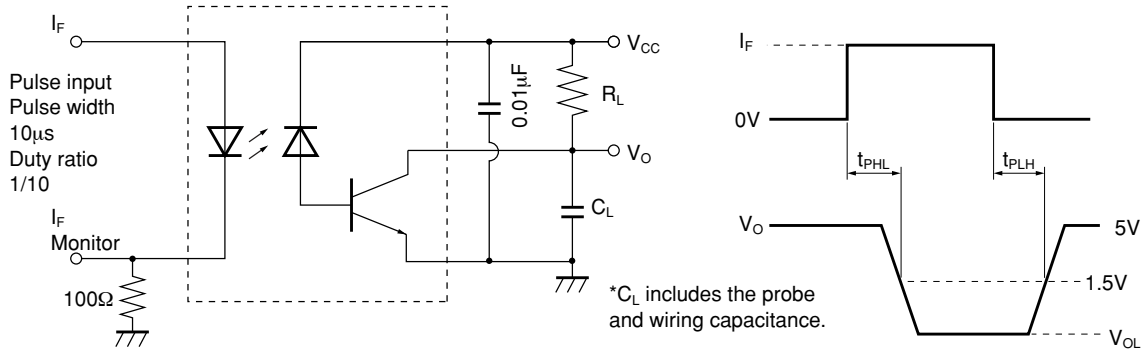 I_F
Pulse input
Pulse width
10μs
Duty ratio
1/10
I_F
Monitor
100Ω
0.01μF
V_CC
R_L
V_O
C_L
*C_L includes the probe
and wiring capacitance.
I_F
0V
t_PHL
t_PLH
V_O
5V
1.5V
V_OL